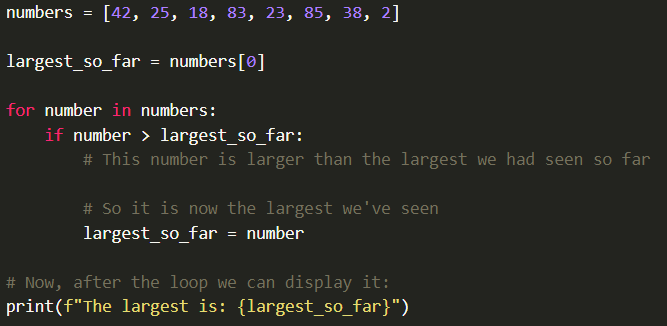 numbers = [42, 25, 18, 83, 23, 85, 38, 2]
largest_so_far = numbers[0]
for number in numbers:
    if number > largest_so_far:
        # This number is larger than the largest we had seen so far
        # So it is now the largest we've seen
        largest_so_far = number
# Now, after the loop we can display it:
print(f"The largest is: {largest_so_far}")